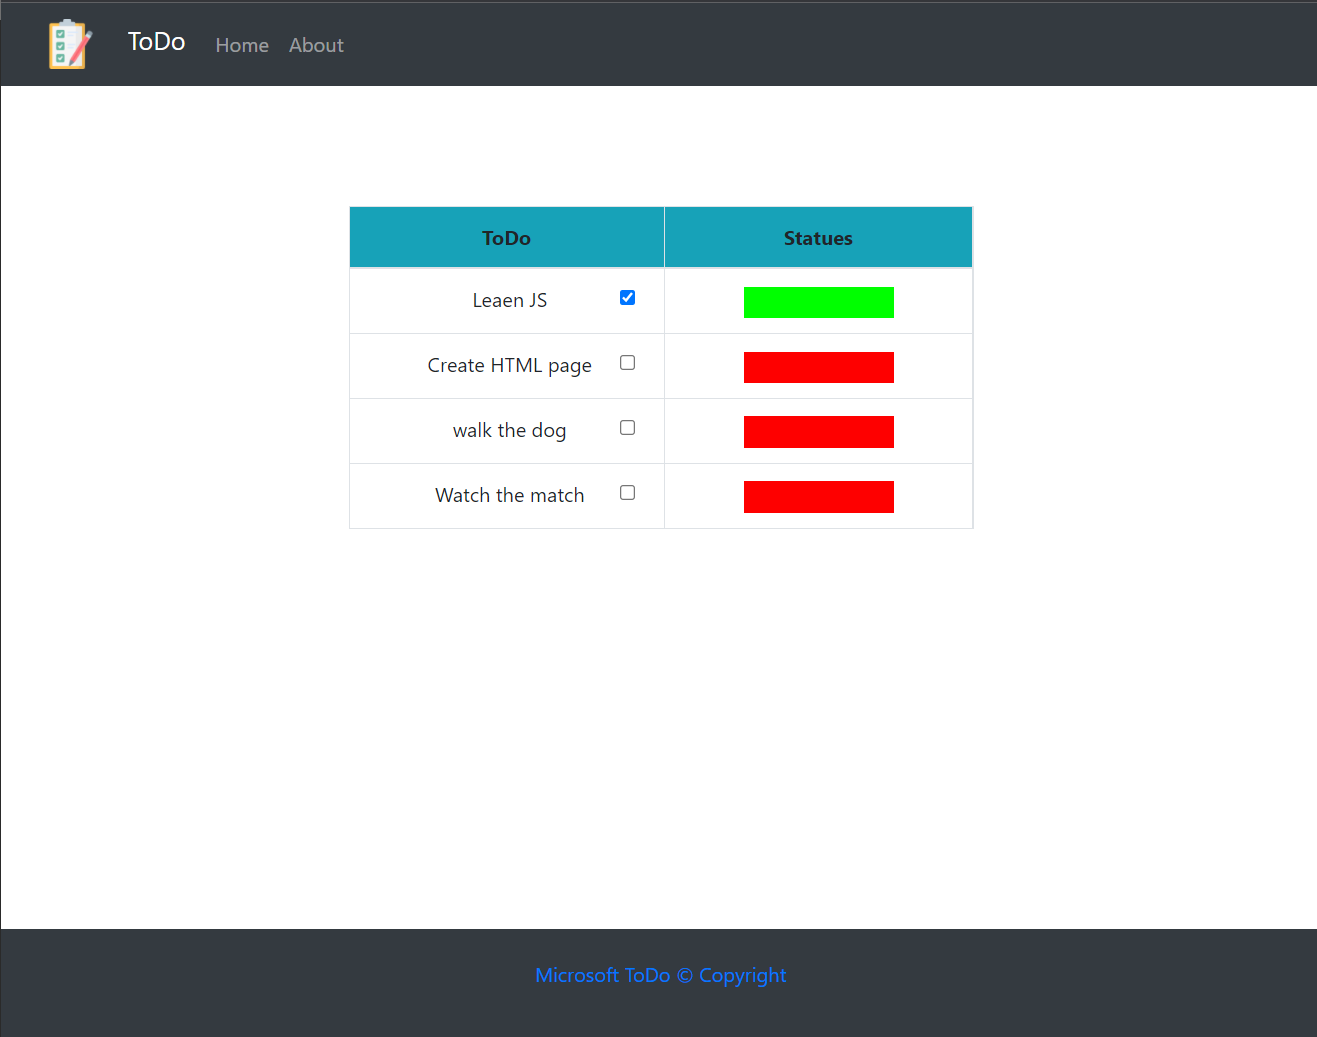 ToDo Home About
ToDo Statues
Leaen JS
Create HTML page
walk the dog
Watch the match
Microsoft ToDo © Copyright